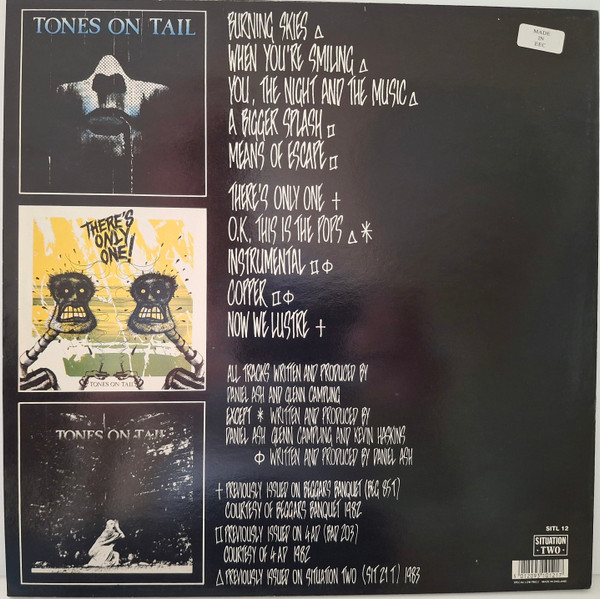 TONES ON TAIL
BURNING SKIES △
WHEN YOU'RE SMILING △
YOU, THE NIGHT AND THE MUSIC △
A BIGGER SPLASH □
MEANS OF ESCAPE □
MADE
IN
EEC
THERE'S
ONLY
ONE!
TONES ON TAIL
THERE'S ONLY ONE †
O.K. THIS IS THE POPS △ *
INSTRUMENTAL □ Φ
COPPER □ Φ
NOW WE LUSTRE †
TONES ON TAIL
ALL TRACKS WRITTEN AND PRODUCED BY
DANIEL ASH AND GLENN CAMPLING
EXCEPT * WRITTEN AND PRODUCED BY
DANIEL ASH GLENN CAMPLING AND KEVIN HASKINS
Φ WRITTEN AND PRODUCED BY DANIEL ASH
† PREVIOUSLY ISSUED ON BEGGARS BANQUET (BEG 85T)
COURTESY OF BEGGARS BANQUET 1982
□ PREVIOUSLY ISSUED ON 4AD (BAD 203)
COURTESY OF 4AD 1982
△ PREVIOUSLY ISSUED ON SITUATION TWO (SIT 21 T) 1983
SITL 12
SITUATION
TWO